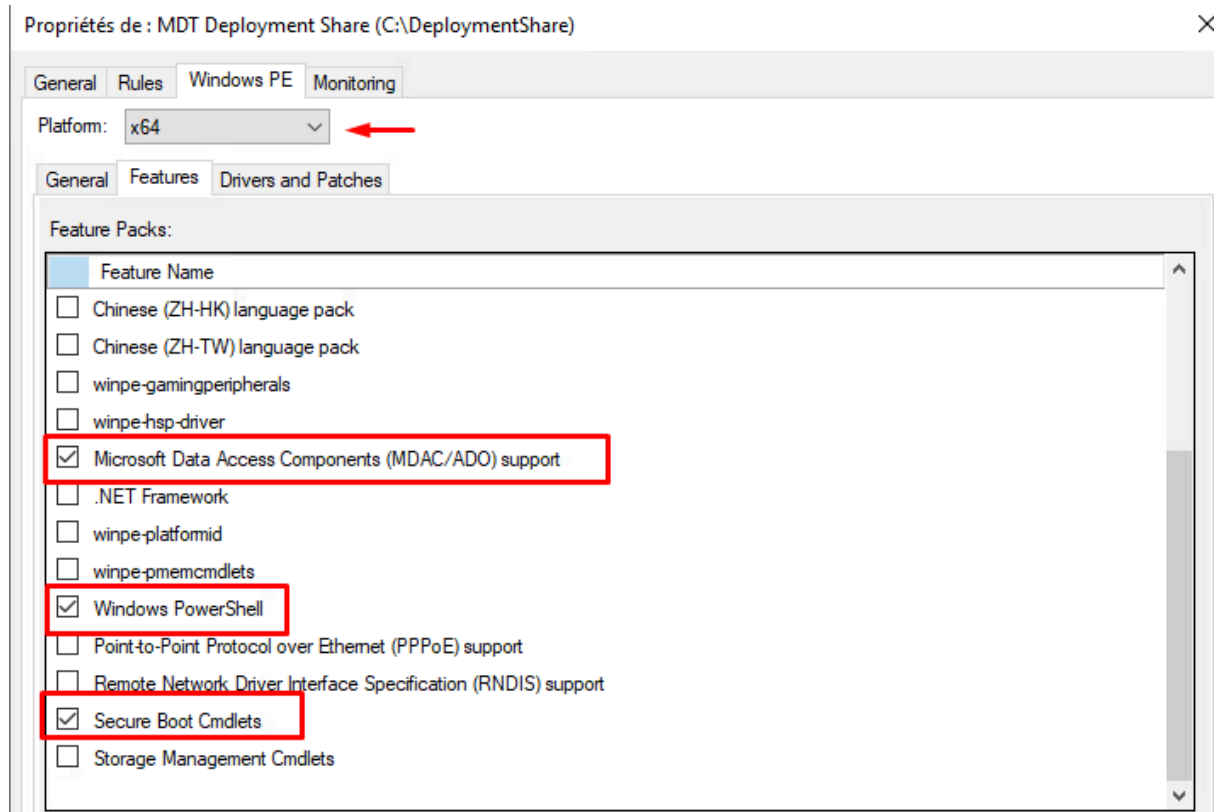 Propriétés de : MDT Deployment Share (C:\DeploymentShare)
General Rules Windows PE Monitoring
Platform: x64
General Features Drivers and Patches
Feature Packs:
Feature Name
Chinese (ZH-HK) language pack
Chinese (ZH-TW) language pack
winpe-gamingperipherals
winpe-hsp-driver
Microsoft Data Access Components (MDAC/ADO) support
.NET Framework
winpe-platformid
winpe-pmemcmdlets
Windows PowerShell
Point-to-Point Protocol over Ethernet (PPPoE) support
Remote Network Driver Interface Specification (RNDIS) support
Secure Boot Cmdlets
Storage Management Cmdlets